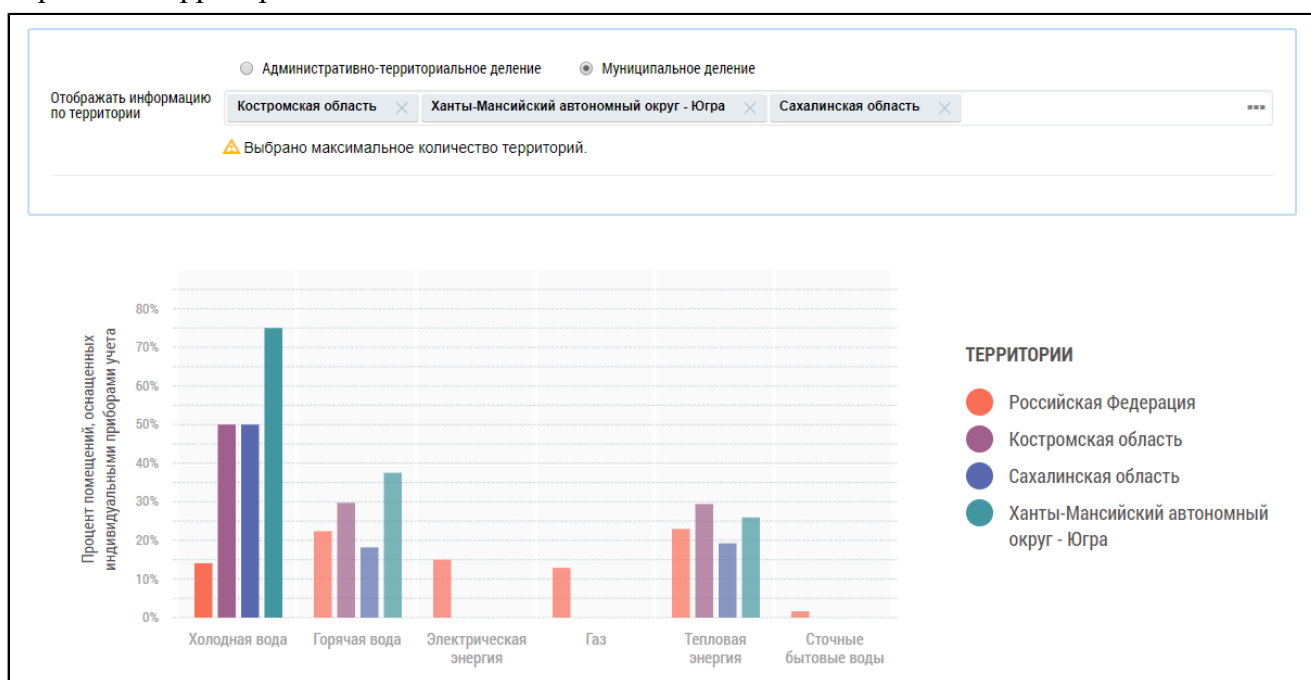 Административно-территориальное деление Муниципальное деление
Отображать информацию
по территории
Костромская область Ханты-Мансийский автономный округ - Югра Сахалинская область
Выбрано максимальное количество территорий.
Процент помещений, оснащенных
индивидуальными приборами учета
80%
70%
60%
50%
40%
30%
20%
10%
0%
Холодная вода
Горячая вода
Электрическая
энергия
Газ
Тепловая
энергия
Сточные
бытовые воды
ТЕРРИТОРИИ
Российская Федерация
Костромская область
Сахалинская область
Ханты-Мансийский автономный
округ - Югра